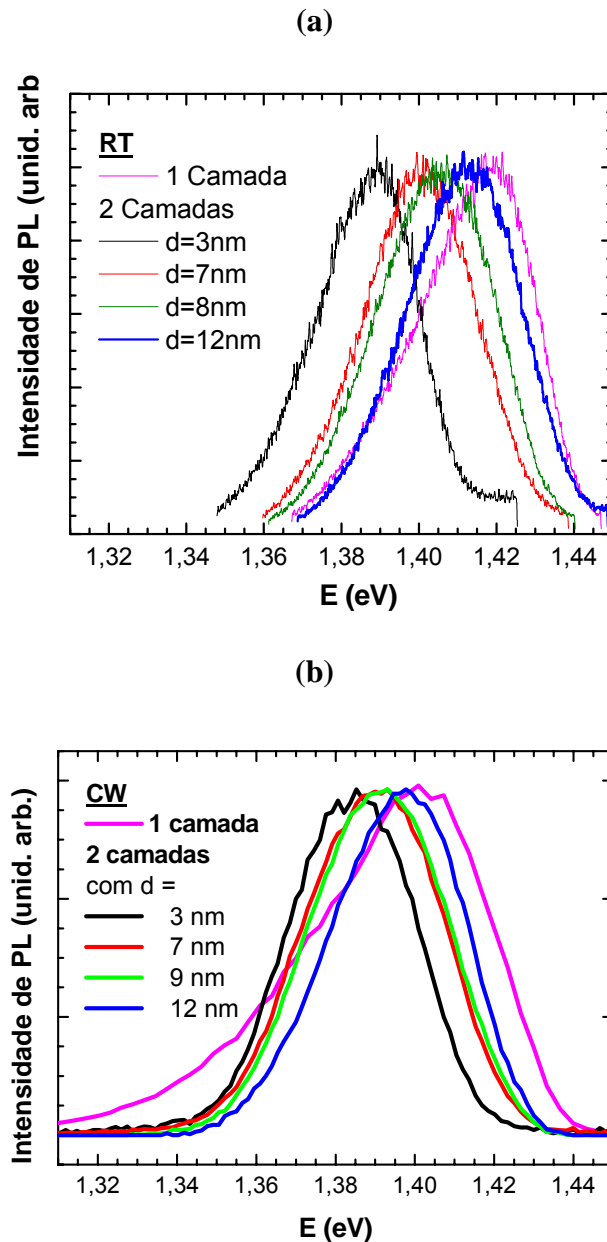 (a)
Intensidade de PL (unid. arb
RT
1 Camada
2 Camadas
d=3nm
d=7nm
d=8nm
d=12nm
1,32 1,34 1,36 1,38 1,40 1,42 1,44
E (eV)
(b)
Intensidade de PL (unid. arb.)
CW
1 camada
2 camadas
com d =
3 nm
7 nm
9 nm
12 nm
1,32 1,34 1,36 1,38 1,40 1,42 1,44
E (eV)